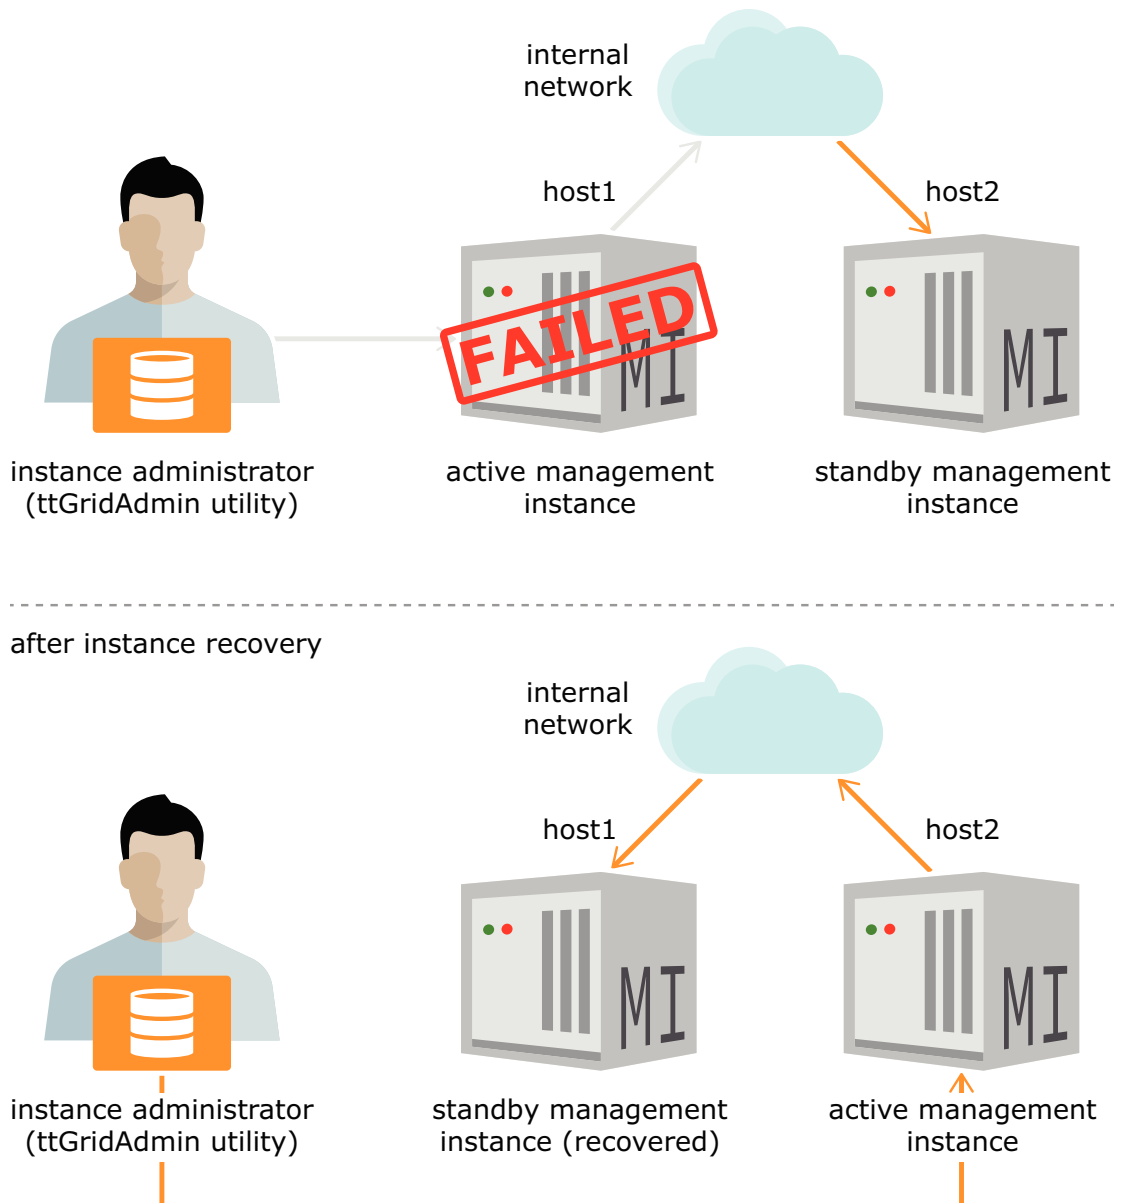 internal
network
host1
host2
FAILED
MI
MI
instance administrator
(ttGridAdmin utility)
active management
instance
standby management
instance
after instance recovery
internal
network
host1
host2
MI
MI
instance administrator
(ttGridAdmin utility)
standby management
instance (recovered)
active management
instance